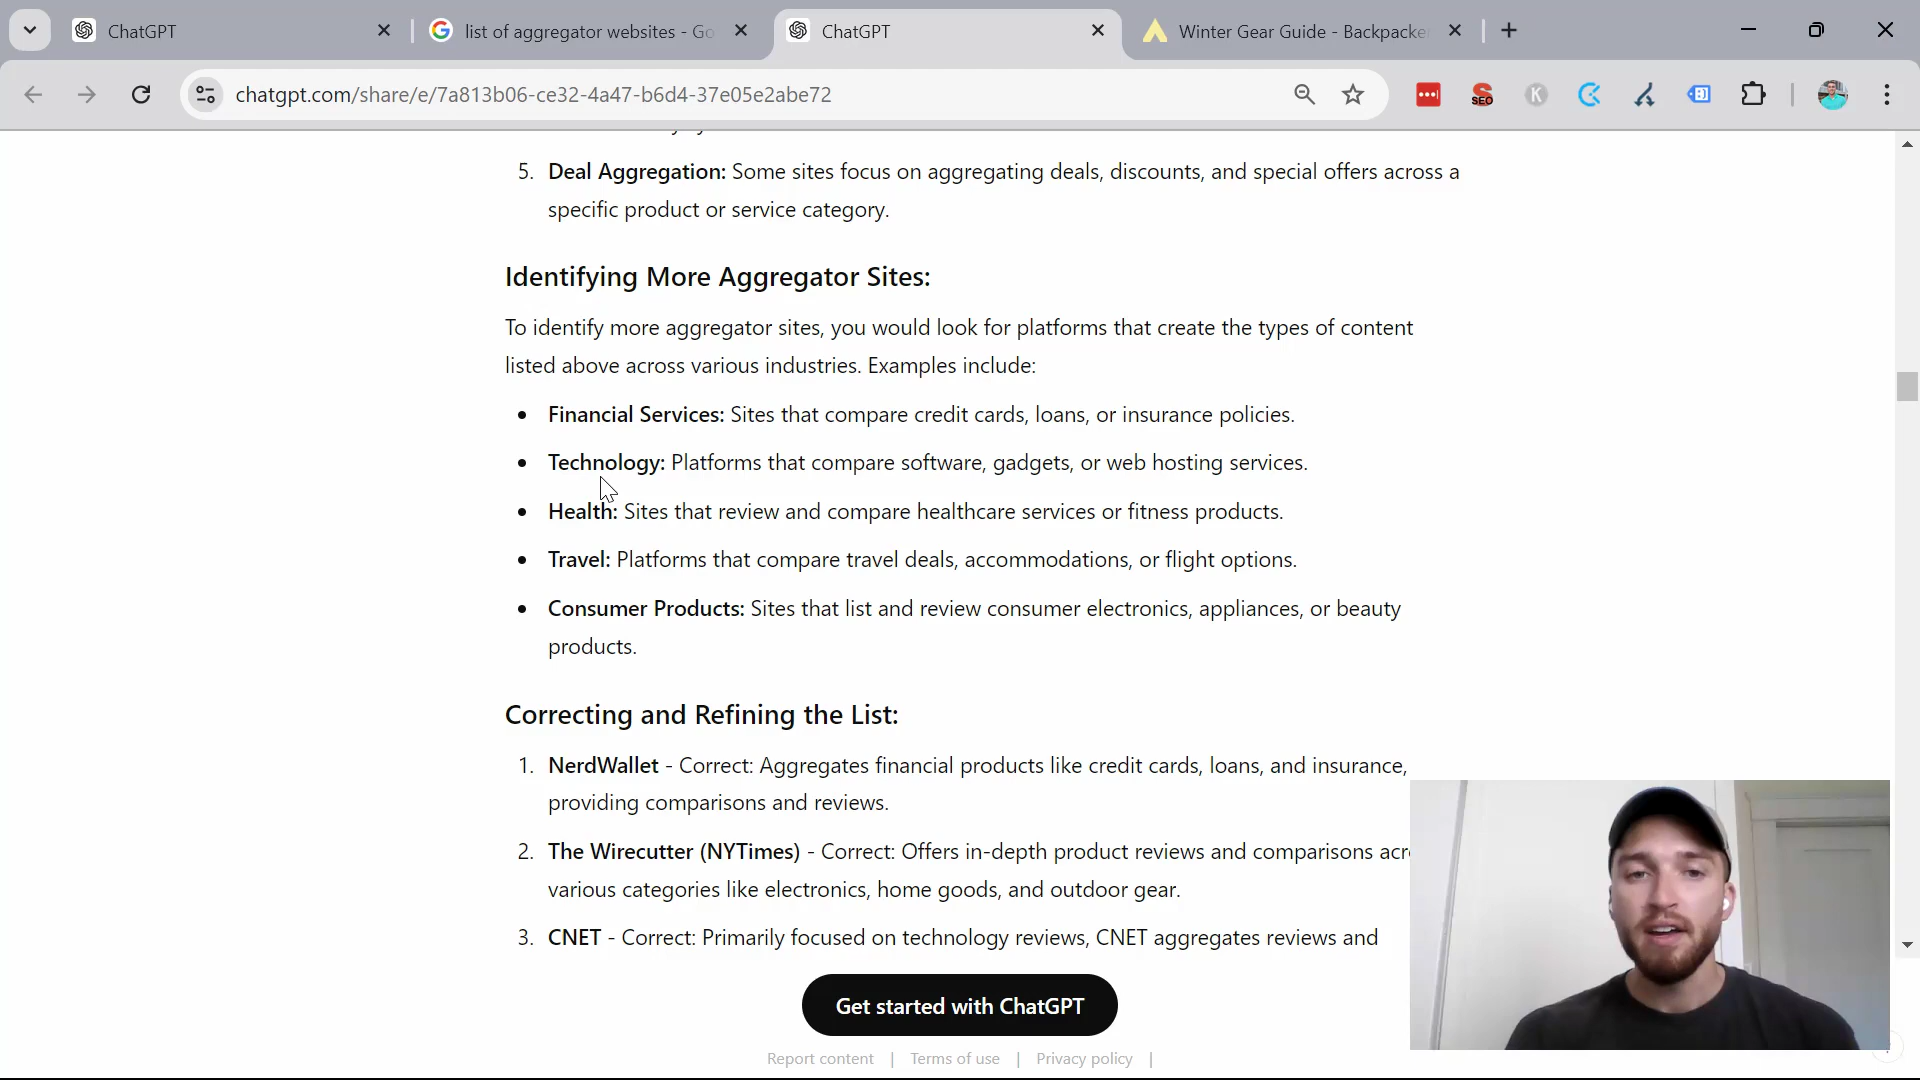 ChatGPT
list of aggregator websites - Go
ChatGPT
Winter Gear Guide - Backpacke
chatgpt.com/share/e/7a813b06-ce32-4a47-b6d4-37e05e2abe72
SEO
K
5. Deal Aggregation: Some sites focus on aggregating deals, discounts, and special offers across a
specific product or service category.
Identifying More Aggregator Sites:
To identify more aggregator sites, you would look for platforms that create the types of content
listed above across various industries. Examples include:
• Financial Services: Sites that compare credit cards, loans, or insurance policies.
• Technology: Platforms that compare software, gadgets, or web hosting services.
• Health: Sites that review and compare healthcare services or fitness products.
• Travel: Platforms that compare travel deals, accommodations, or flight options.
• Consumer Products: Sites that list and review consumer electronics, appliances, or beauty
products.
Correcting and Refining the List:
1. NerdWallet - Correct: Aggregates financial products like credit cards, loans, and insurance,
providing comparisons and reviews.
2. The Wirecutter (NYTimes) - Correct: Offers in-depth product reviews and comparisons acr
various categories like electronics, home goods, and outdoor gear.
3. CNET - Correct: Primarily focused on technology reviews, CNET aggregates reviews and
Get started with ChatGPT
Report content | Terms of use | Privacy policy |